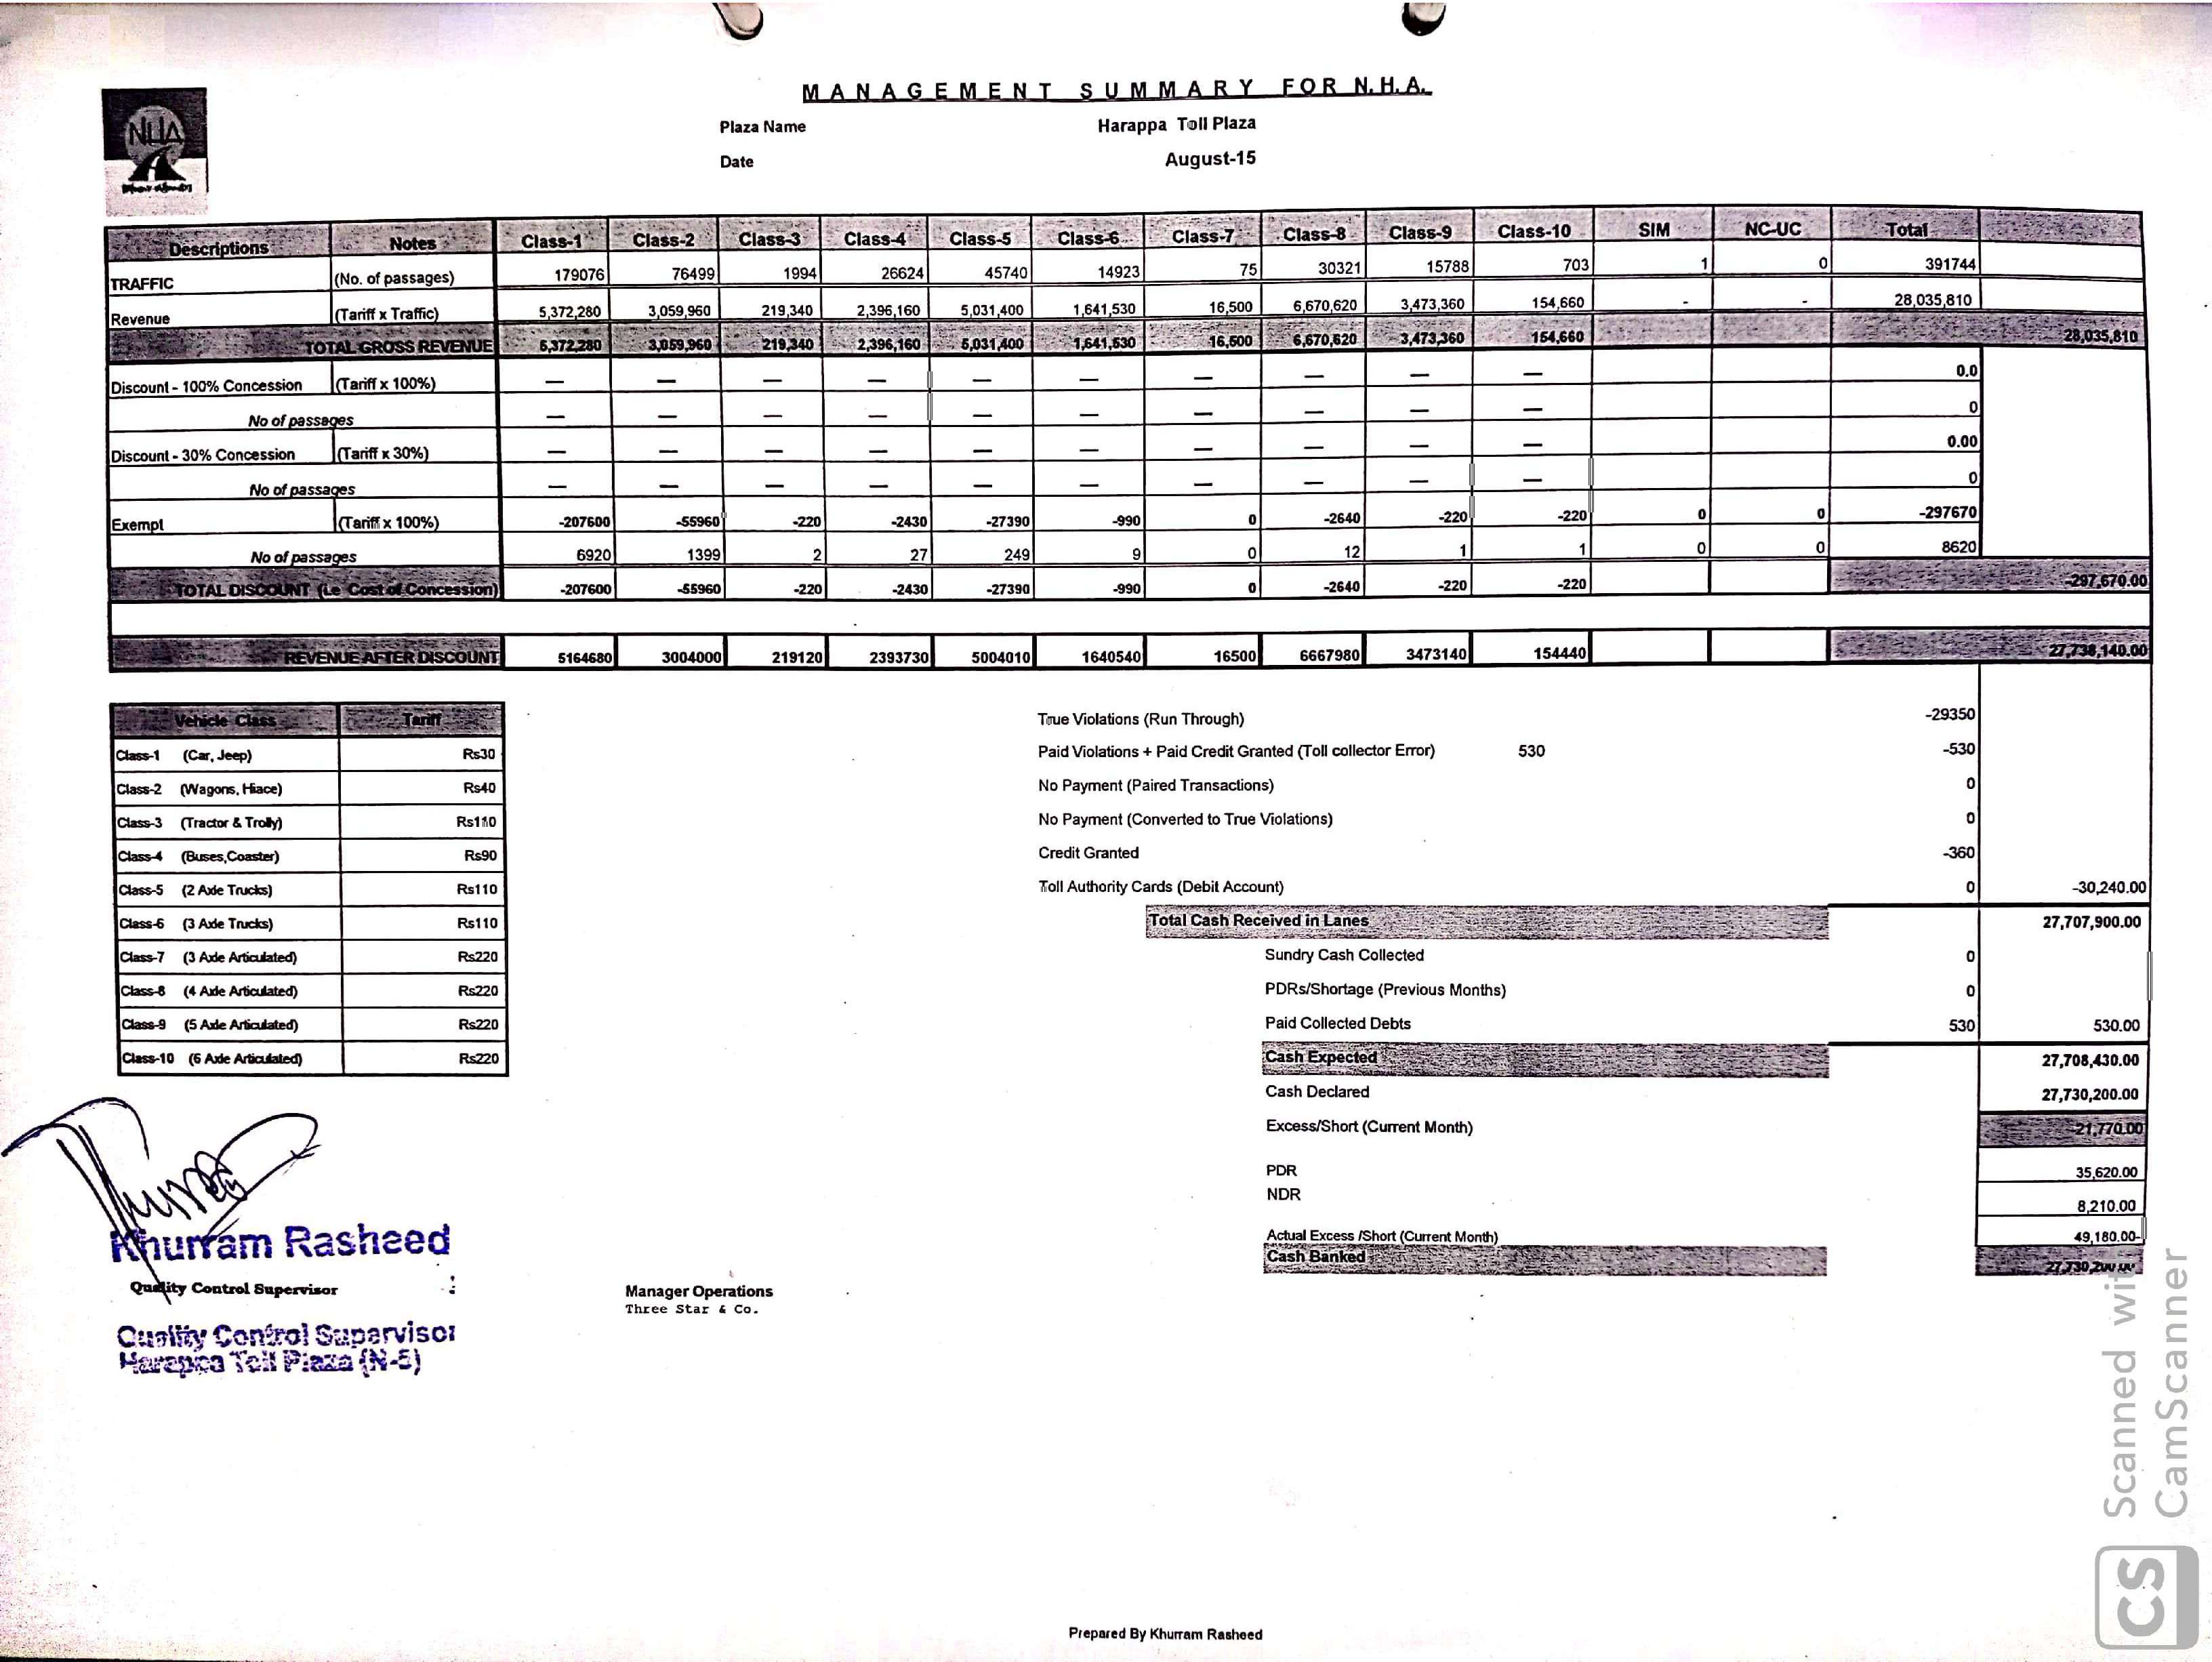 NHA
MANAGEMENT SUMMARY FOR N.H.A.
Plaza Name Harappa Toll Plaza
Date August-15
Descriptions Notes Class-1 Class-2 Class-3 Class-4 Class-5 Class-6 Class-7 Class-8 Class-9 Class-10 SIM NC-UC Total
TRAFFIC (No. of passages) 179076 76499 1994 26624 45740 14923 75 30321 15788 703 1 0 391744
Revenue (Tariff x Traffic) 5,372,280 3,059,960 219,340 2,396,160 5,031,400 1,641,530 16,500 6,670,620 3,473,360 154,660 - - 28,035,810
TOTAL GROSS REVENUE 5,372,280 3,059,960 219,340 2,396,160 5,031,400 1,641,530 16,500 6,670,620 3,473,360 154,660 28,035,810
Discount - 100% Concession (Tariff x 100%) — — — — — — — — — — 0.0
No of passages — — — — — — — — — — 0
Discount - 30% Concession (Tariff x 30%) — — — — — — — — — — 0.00
No of passages — — — — — — — — — — 0
Exempt (Tariff x 100%) -207600 -55960 -220 -2430 -27390 -990 0 -2640 -220 -220 0 0 -297670
No of passages 6920 1399 2 27 249 9 0 12 1 1 0 0 8620
TOTAL DISCOUNT (i.e Cost of Concession) -207600 -55960 -220 -2430 -27390 -990 0 -2640 -220 -220 -297,670.00
REVENUE AFTER DISCOUNT 5164680 3004000 219120 2393730 5004010 1640540 16500 6667980 3473140 154440 27,738,140.00
Vehicle Class Tariff
Class-1 (Car, Jeep) Rs30
Class-2 (Wagons, Hiace) Rs40
Class-3 (Tractor & Trolly) Rs110
Class-4 (Buses,Coaster) Rs90
Class-5 (2 Axle Trucks) Rs110
Class-6 (3 Axle Trucks) Rs110
Class-7 (3 Axle Articulated) Rs220
Class-8 (4 Axle Articulated) Rs220
Class-9 (5 Axle Articulated) Rs220
Class-10 (6 Axle Articulated) Rs220
True Violations (Run Through) -29350
Paid Violations + Paid Credit Granted (Toll collector Error) 530 -530
No Payment (Paired Transactions) 0
No Payment (Converted to True Violations) 0
Credit Granted -360
Toll Authority Cards (Debit Account) 0 -30,240.00
Total Cash Received in Lanes 27,707,900.00
Sundry Cash Collected 0
PDRs/Shortage (Previous Months) 0
Paid Collected Debts 530 530.00
Cash Expected 27,708,430.00
Cash Declared 27,730,200.00
Excess/Short (Current Month) -21,770.00
PDR 35,620.00
NDR 8,210.00
Actual Excess /Short (Current Month) 49,180.00-
Cash Banked 27,730,200.00
Khurram Rasheed
Quality Control Supervisor
Quality Control Supervisor
Harappa Toll Plaza (N-5)
Manager Operations
Three Star & Co.
Prepared By Khurram Rasheed
CS Scanned with
CamScanner